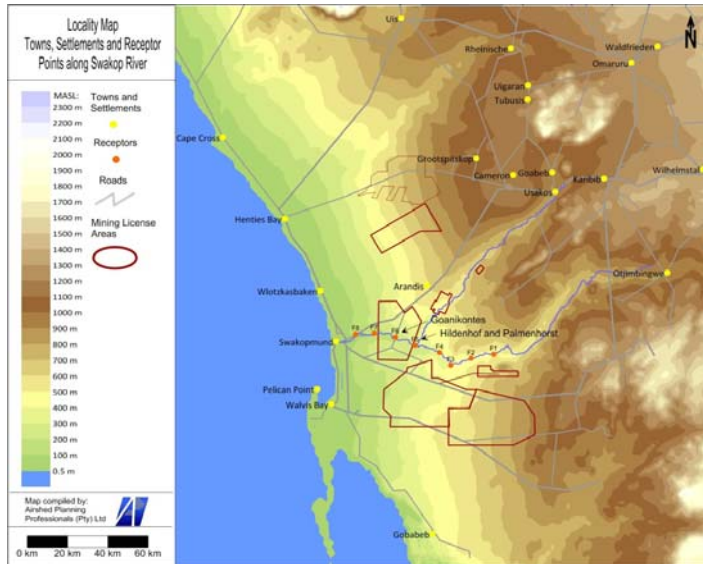 Locality Map
Towns, Settlements and Receptor
Points along Swakop River
MASL:
2300 m
2200 m
2100 m
2000 m
1900 m
1800 m
1700 m
1600 m
1500 m
1400 m
1300 m
1200 m
1100 m
1000 m
900 m
800 m
700 m
600 m
500 m
400 m
300 m
200 m
100 m
0.5 m
Towns and
Settlements
Receptors
Roads
Mining License
Areas
Map compiled by:
Airshed Planning
Professionals (Pty) Ltd
0 km 20 km 40 km 60 km
N
Uis
Rheinische
Waldfrieden
Omaruru
Uigaran
Tubusis
Cape Cross
Grootspitskop
Cameron
Goabeb
Wilhelmstal
Karibib
Usakos
Henties Bay
Otjimbingwe
Arandis
Wlotzkasbaken
Goanikontes
Hildenhof and Palmenhorst
Swakopmund
F8
F7
F6
F4
F3
F2
F1
Pelican Point
Walvis Bay
Gobabeb